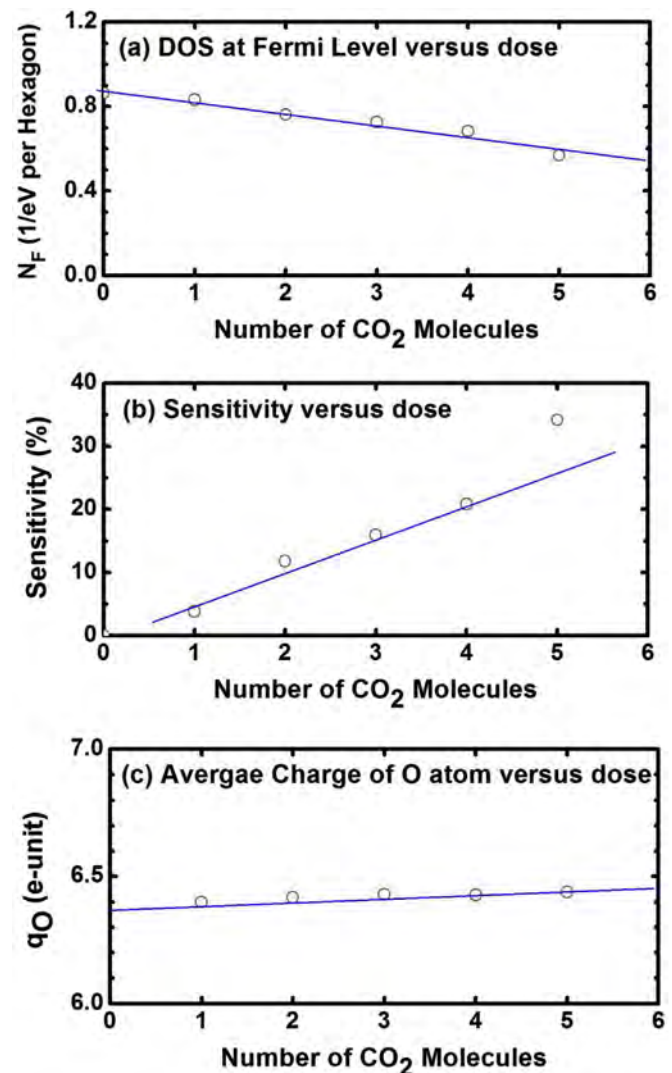 1.2
(a) DOS at Fermi Level versus dose
0.8
0.4
0.0
N_F (1/eV per Hexagon)
0 1 2 3 4 5 6
Number of CO₂ Molecules
40
(b) Sensitivity versus dose
30
20
10
0
Sensitivity (%)
0 1 2 3 4 5 6
Number of CO₂ Molecules
7.0
(c) Avergae Charge of O atom versus dose
6.5
6.0
q_O (e-unit)
0 1 2 3 4 5 6
Number of CO₂ Molecules